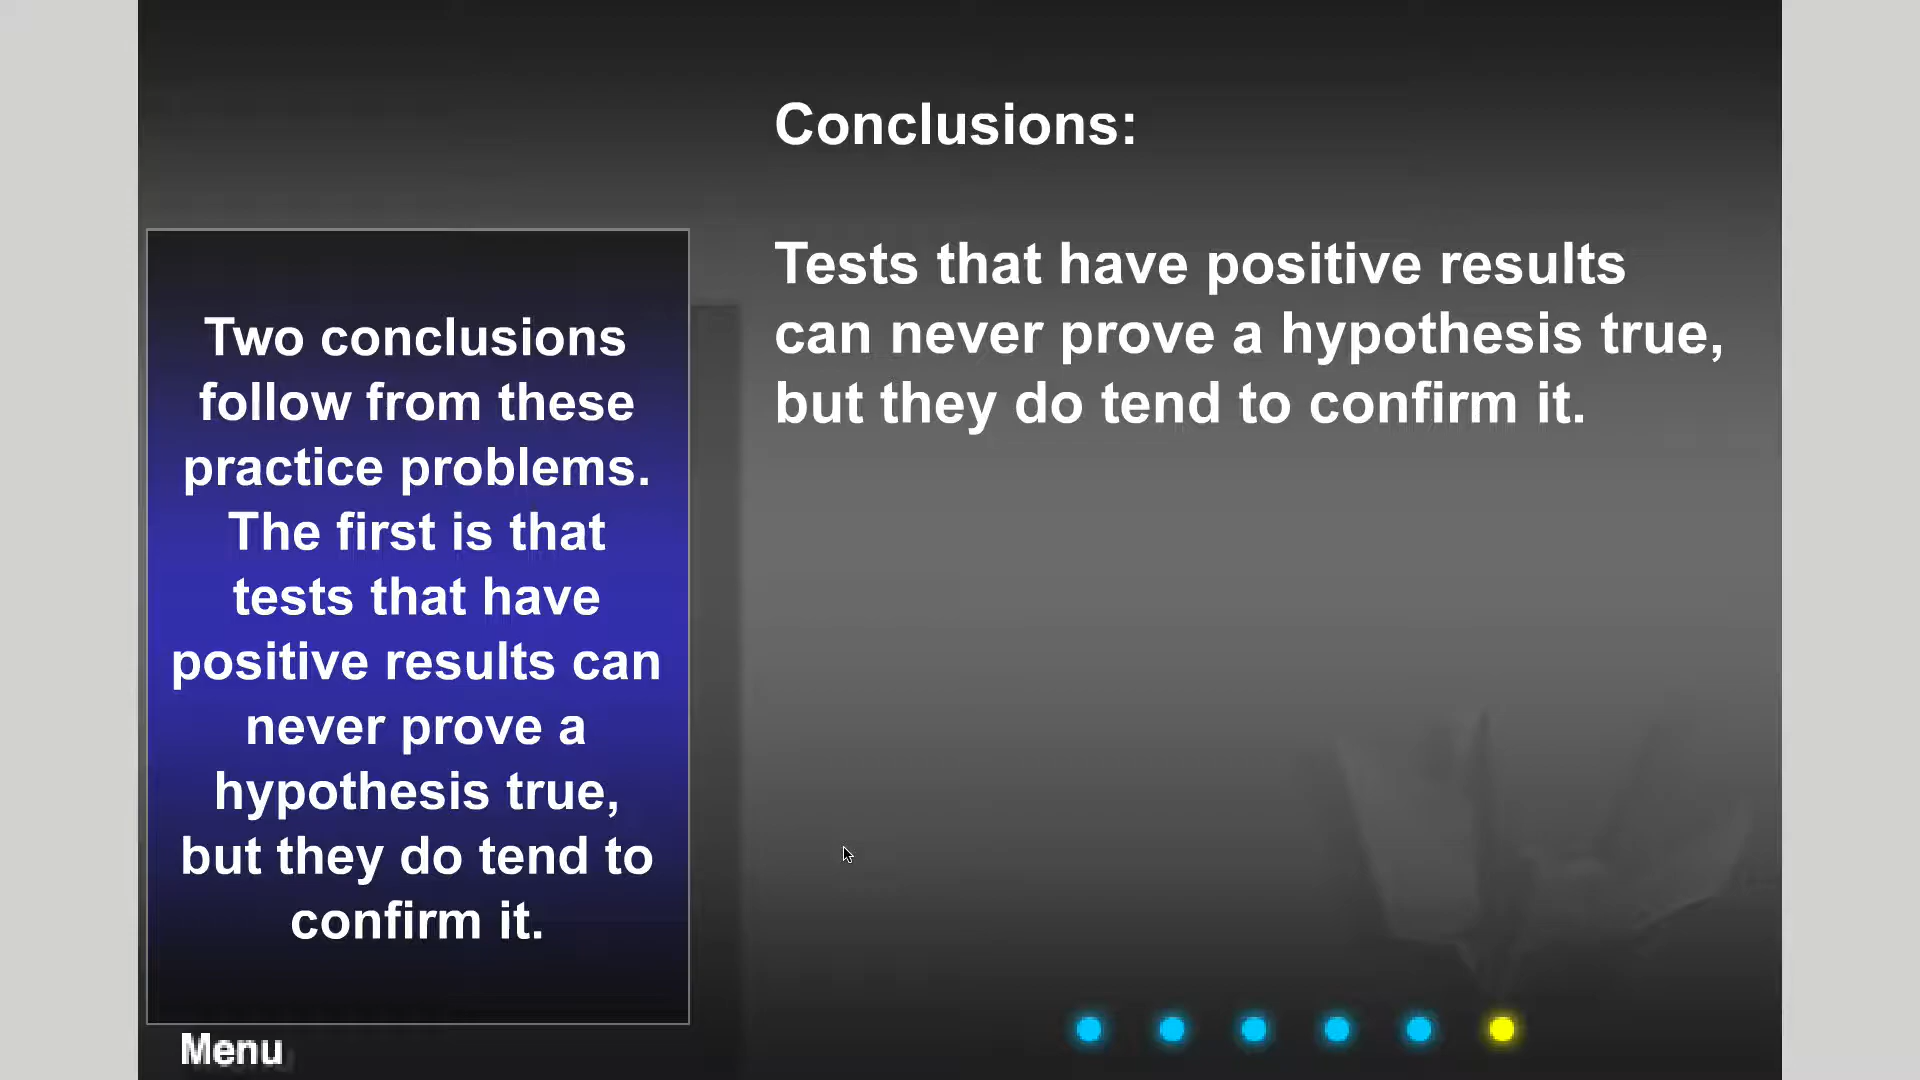 Conclusions:
Tests that have positive results
can never prove a hypothesis true,
but they do tend to confirm it.
Two conclusions
follow from these
practice problems.
The first is that
tests that have
positive results can
never prove a
hypothesis true,
but they do tend to
confirm it.
Menu